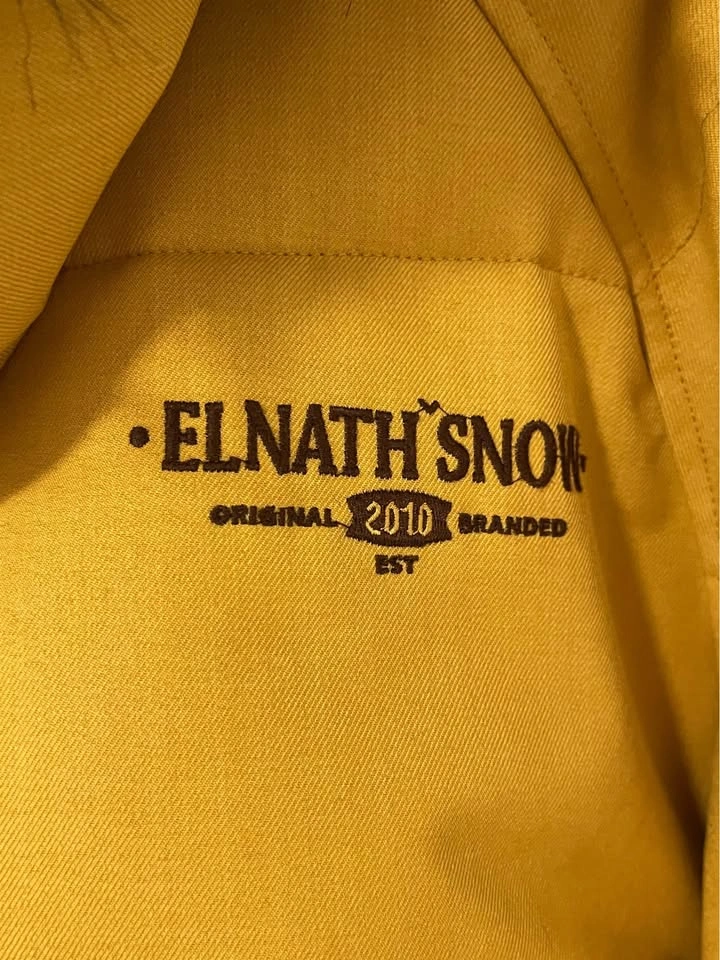 • ELNATH SNOW
ORIGINAL 2010 BRANDED
EST